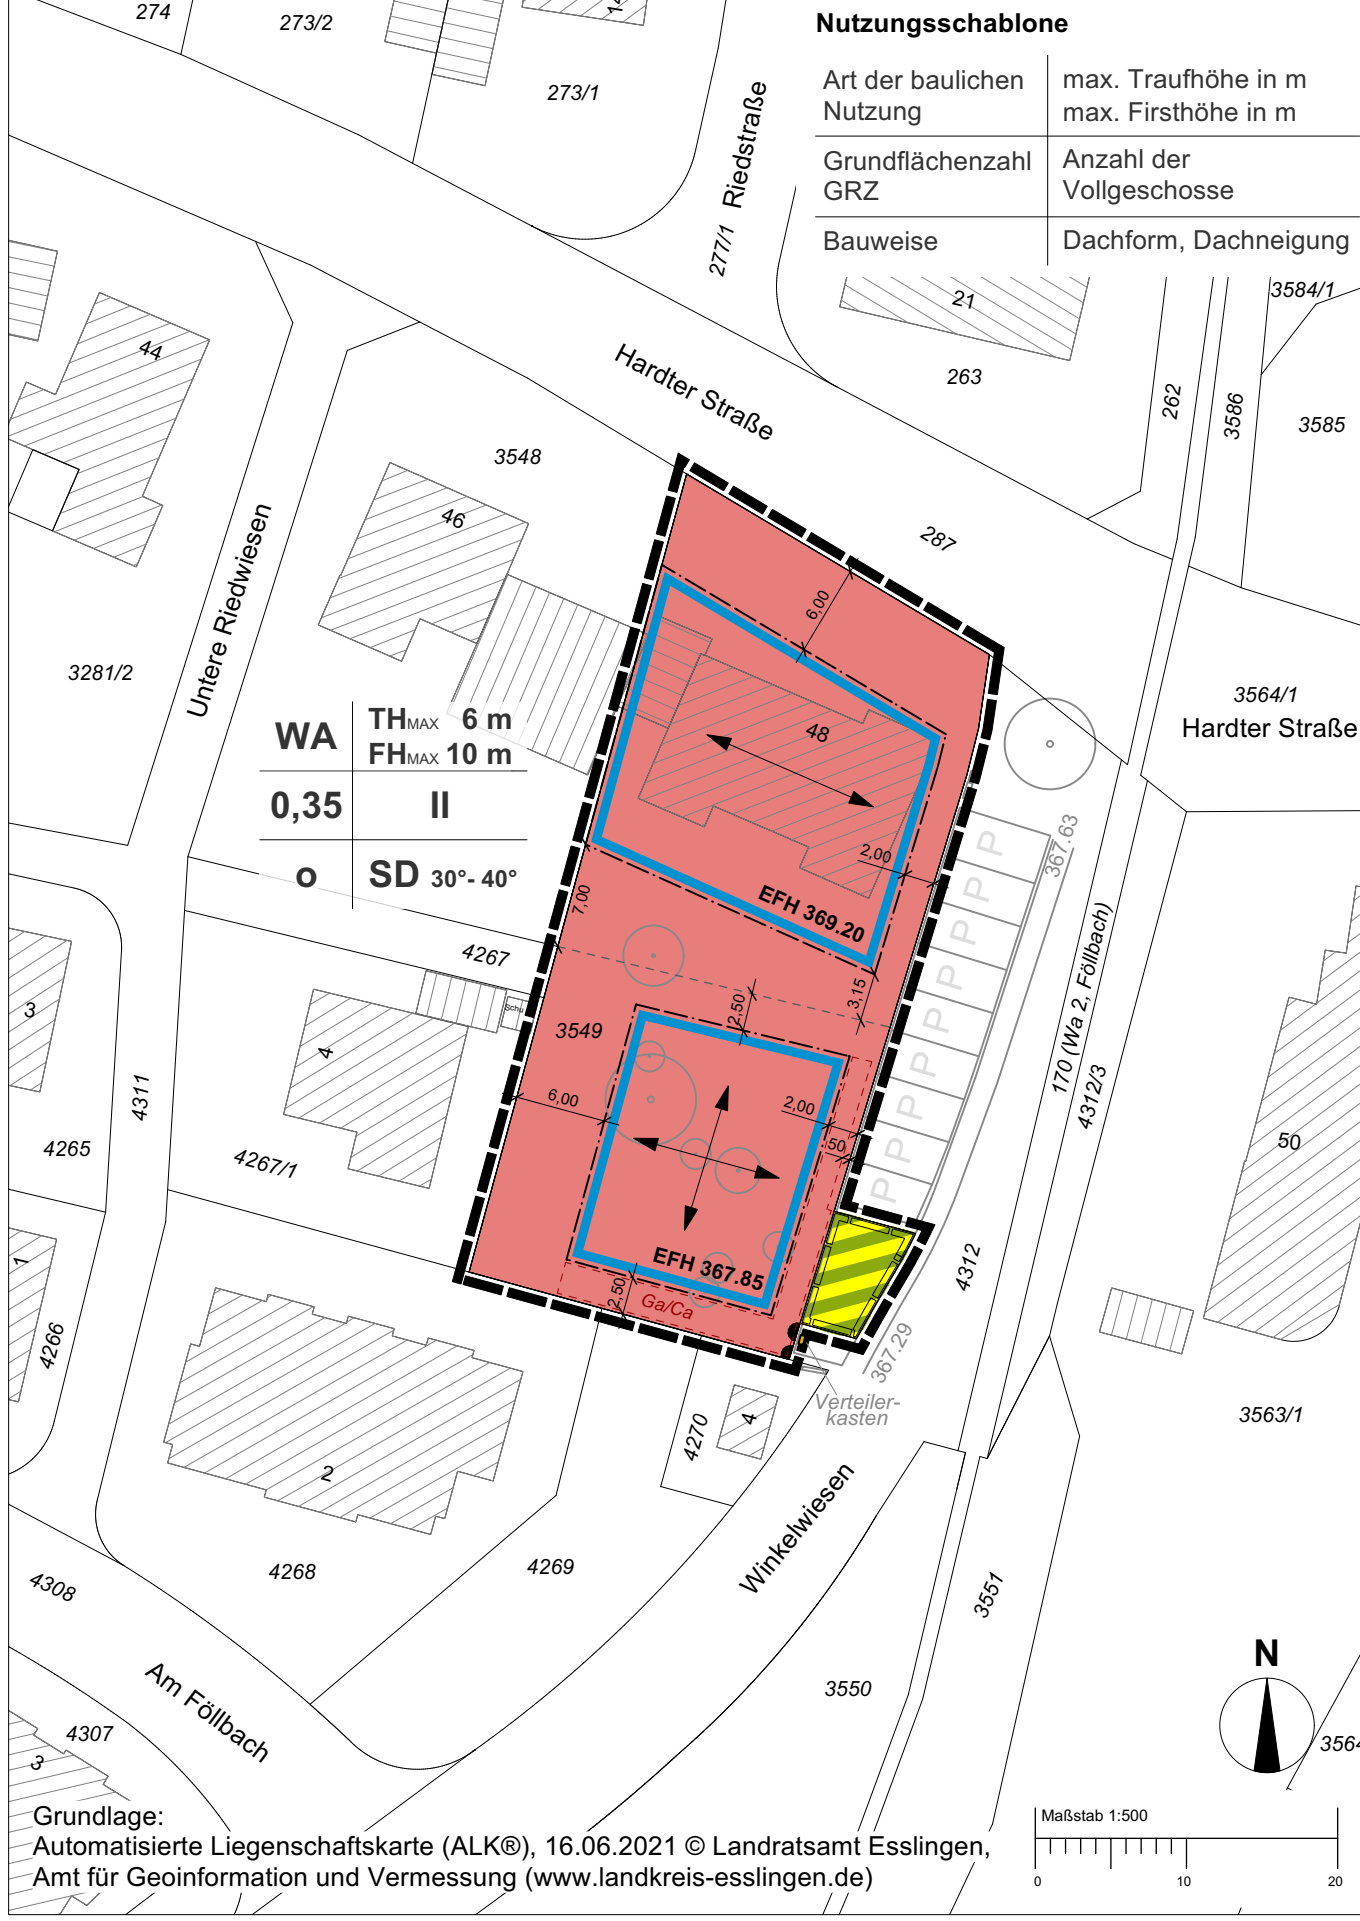 274
273/2
14
273/1
277/1 Riedstraße
Nutzungsschablone
Art der baulichen Nutzung
max. Traufhöhe in m
max. Firsthöhe in m
Grundflächenzahl GRZ
Anzahl der Vollgeschosse
Bauweise
Dachform, Dachneigung
21
263
262
3586
3584/1
3585
44
Hardter Straße
3548
46
287
Untere Riedwiesen
3281/2
3564/1
Hardter Straße
WA
THMAX 6 m
FHMAX 10 m
0,35
II
o
SD 30°- 40°
6,00
48
2,00
EFH 369.20
7,00
3,15
2,50
367.63
P
P
P
P
P
P
P
P
P
170 (Wa 2, Föllbach)
4312/3
4267
Schu
3549
3
4
4311
4265
4267/1
6,00
2,00
50
50
EFH 367.85
2,50
Ga/Ca
4312
1
4266
367.29
Verteiler-
kasten
4270
4
3563/1
2
Winkelwiesen
4268
4269
4308
3551
3550
Am Föllbach
4307
3
N
3564
Grundlage:
Automatisierte Liegenschaftskarte (ALK®), 16.06.2021 © Landratsamt Esslingen,
Amt für Geoinformation und Vermessung (www.landkreis-esslingen.de)
Maßstab 1:500
0 10 20